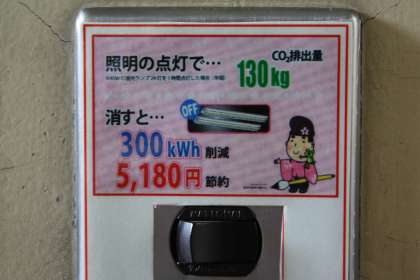 照明の点灯で…
CO₂排出量
130kg
消すと…
OFF
300kWh 削減
5,180円 節約
NATIONAL